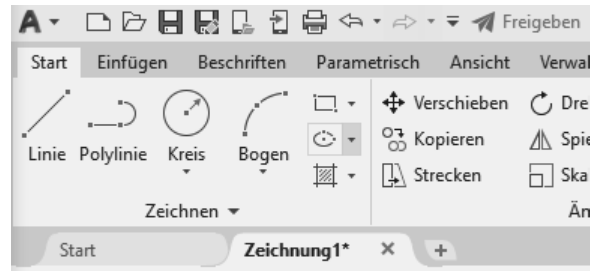 A Freigeben
Start Einfügen Beschriften Parametrisch Ansicht
Linie Polylinie Kreis Bogen
Verschieben
Kopieren
Strecken
Zeichnen
Start Zeichnung1*